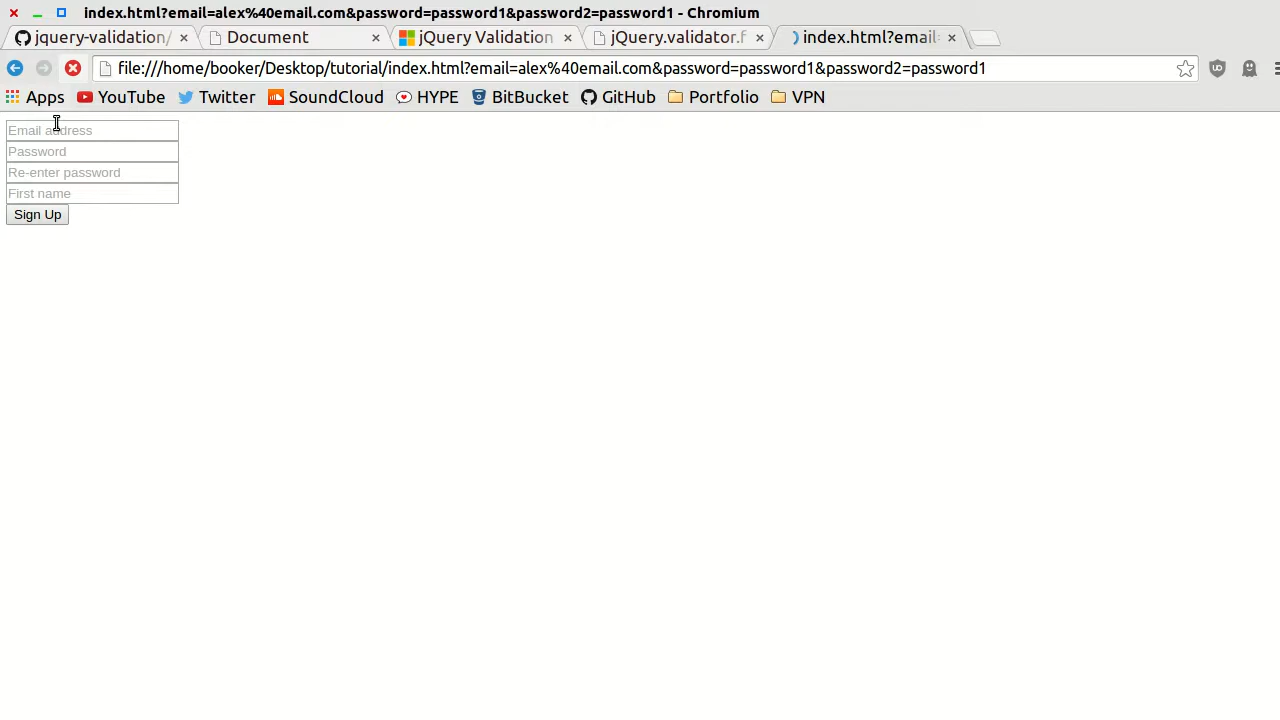 index.html?email=alex%40email.com&password=password1&password2=password1 - Chromium
jquery-validation/ Document jQuery Validation jQuery.validator.f index.html?email=
file:///home/booker/Desktop/tutorial/index.html?email=alex%40email.com&password=password1&password2=password1
Apps YouTube Twitter SoundCloud HYPE BitBucket GitHub Portfolio VPN
Email address
Password
Re-enter password
First name
Sign Up